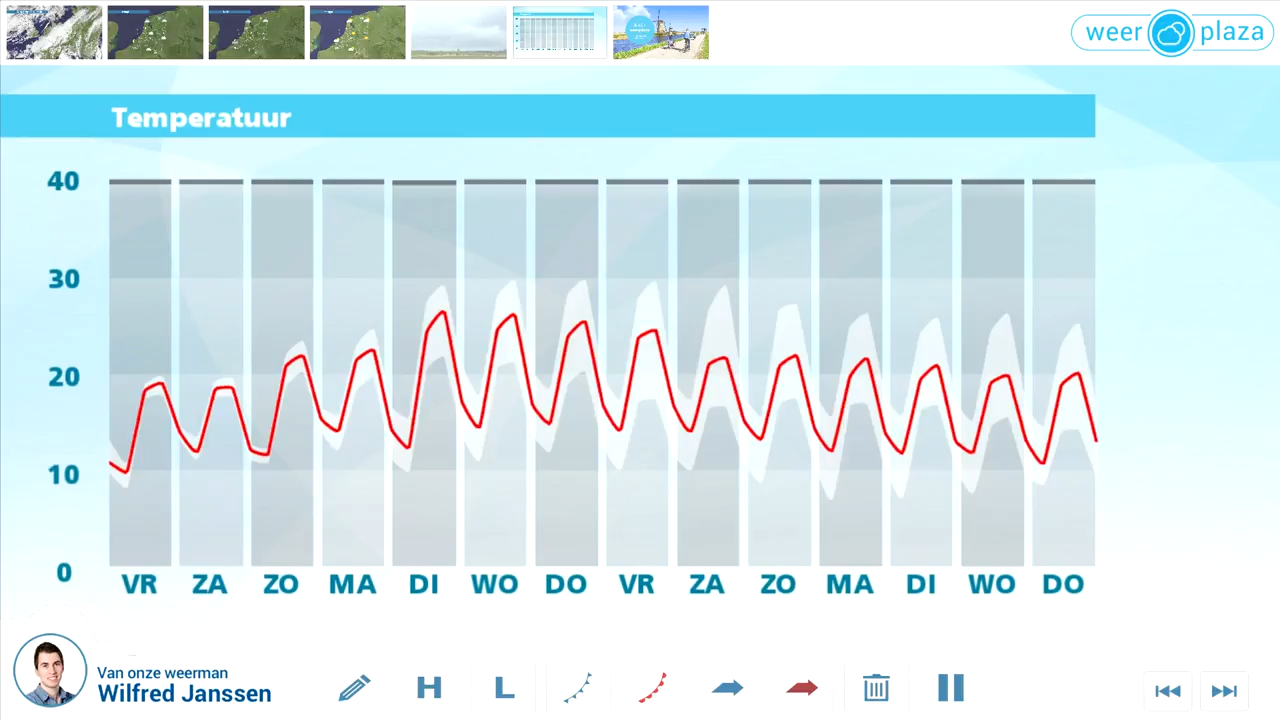 weer plaza
Temperatuur
40
30
20
10
0
VR ZA ZO MA DI WO DO VR ZA ZO MA DI WO DO
Van onze weerman
Wilfred Janssen
H L